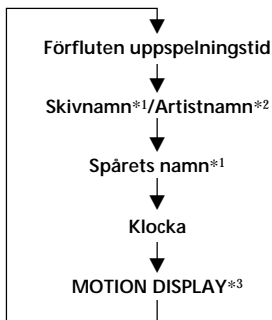 Förfluten uppspelningstid
Skivnamn*1/Artistnamn*2
Spårets namn*1
Klocka
MOTION DISPLAY*3